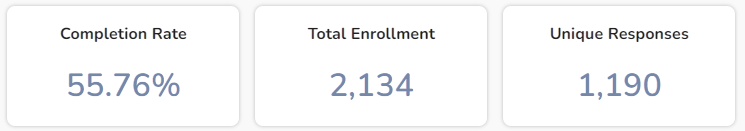 Completion Rate
55.76%
Total Enrollment
2,134
Unique Responses
1,190